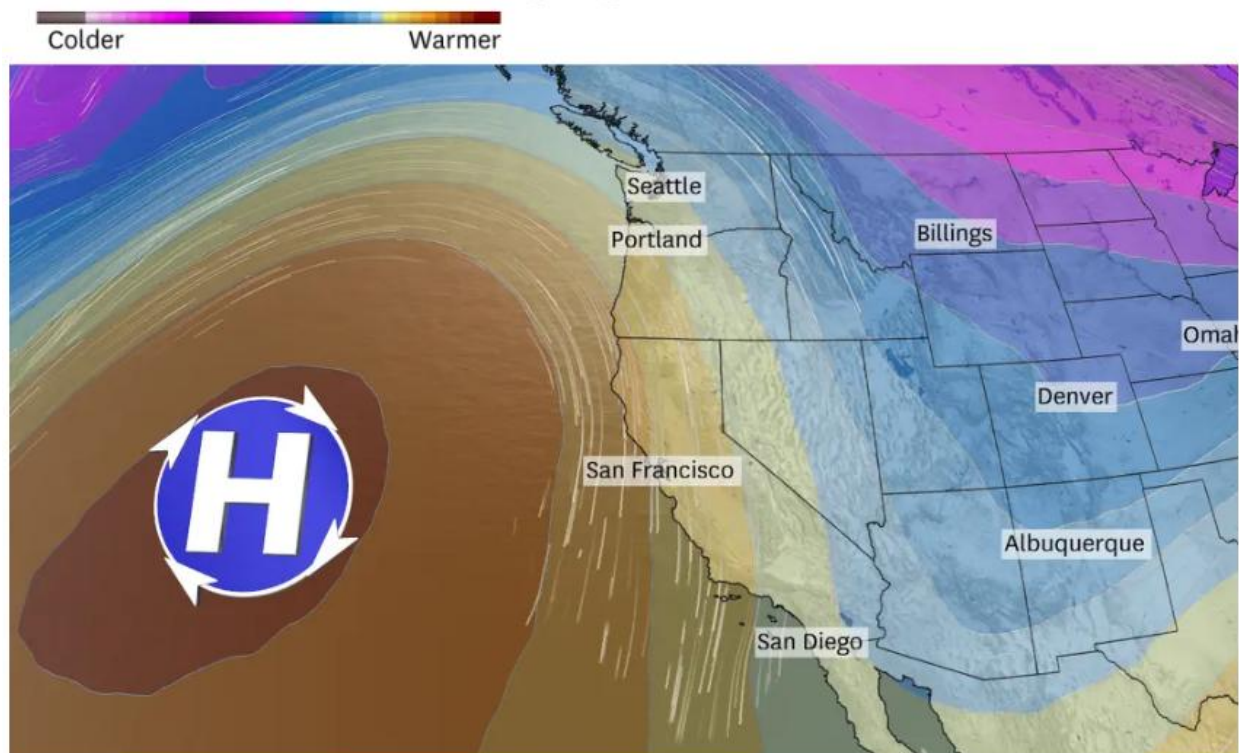 Colder Warmer
Seattle
Portland
Billings
Denver
San Francisco
H
Albuquerque
San Diego